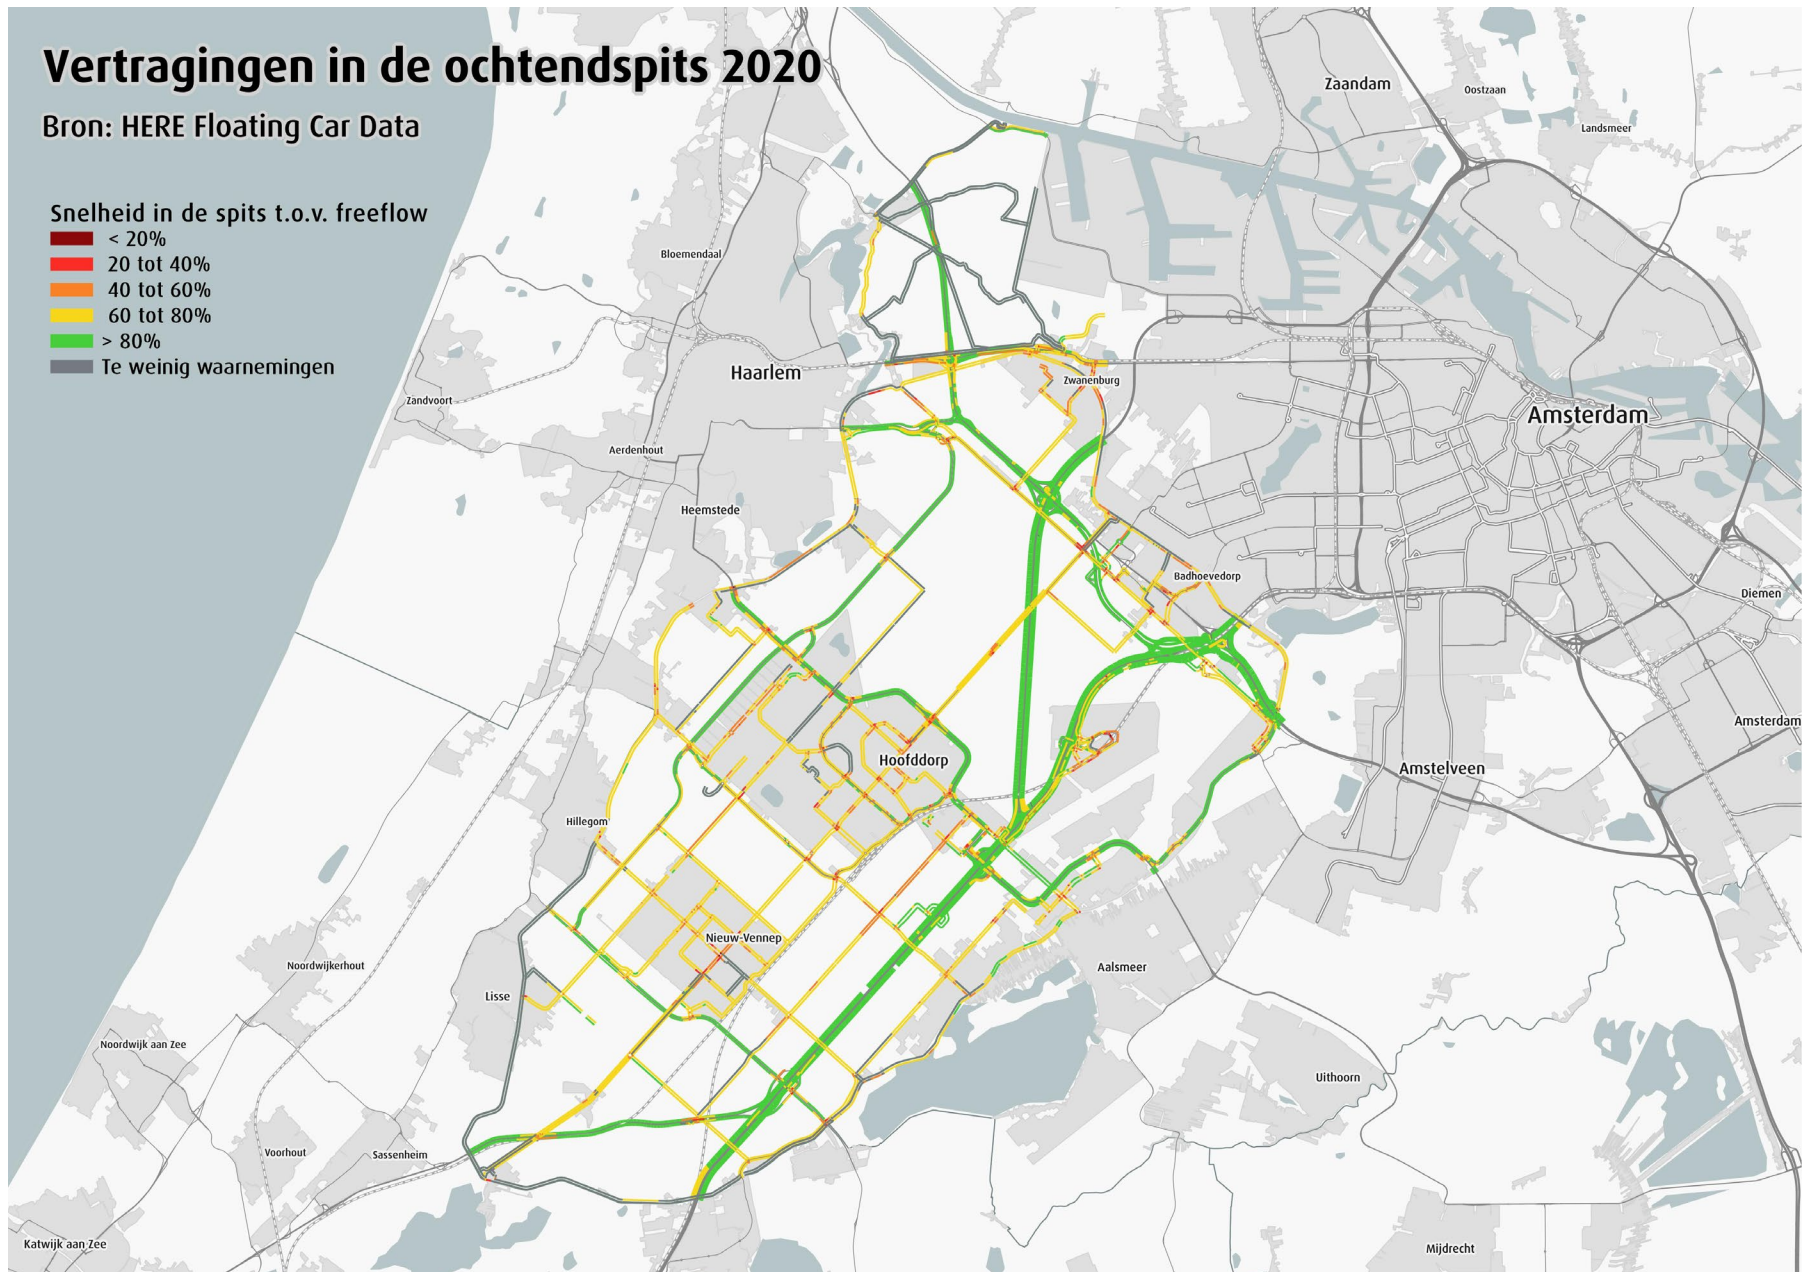 Vertragingen in de ochtendspits 2020
Bron: HERE Floating Car Data
Snelheid in de spits t.o.v. freeflow
< 20%
20 tot 40%
40 tot 60%
60 tot 80%
> 80%
Te weinig waarnemingen
Zaandam
Oostzaan
Landsmeer
Bloemendaal
Haarlem
Zwanenburg
Zandvoort
Amsterdam
Aerdenhout
Heemstede
Badhoevedorp
Diemen
Amsterdam
Hoofddorp
Amstelveen
Hillegom
Nieuw-Vennep
Noordwijkerhout
Aalsmeer
Lisse
Noordwijk aan Zee
Uithoorn
Voorhout
Sassenheim
Katwijk aan Zee
Mijdrecht